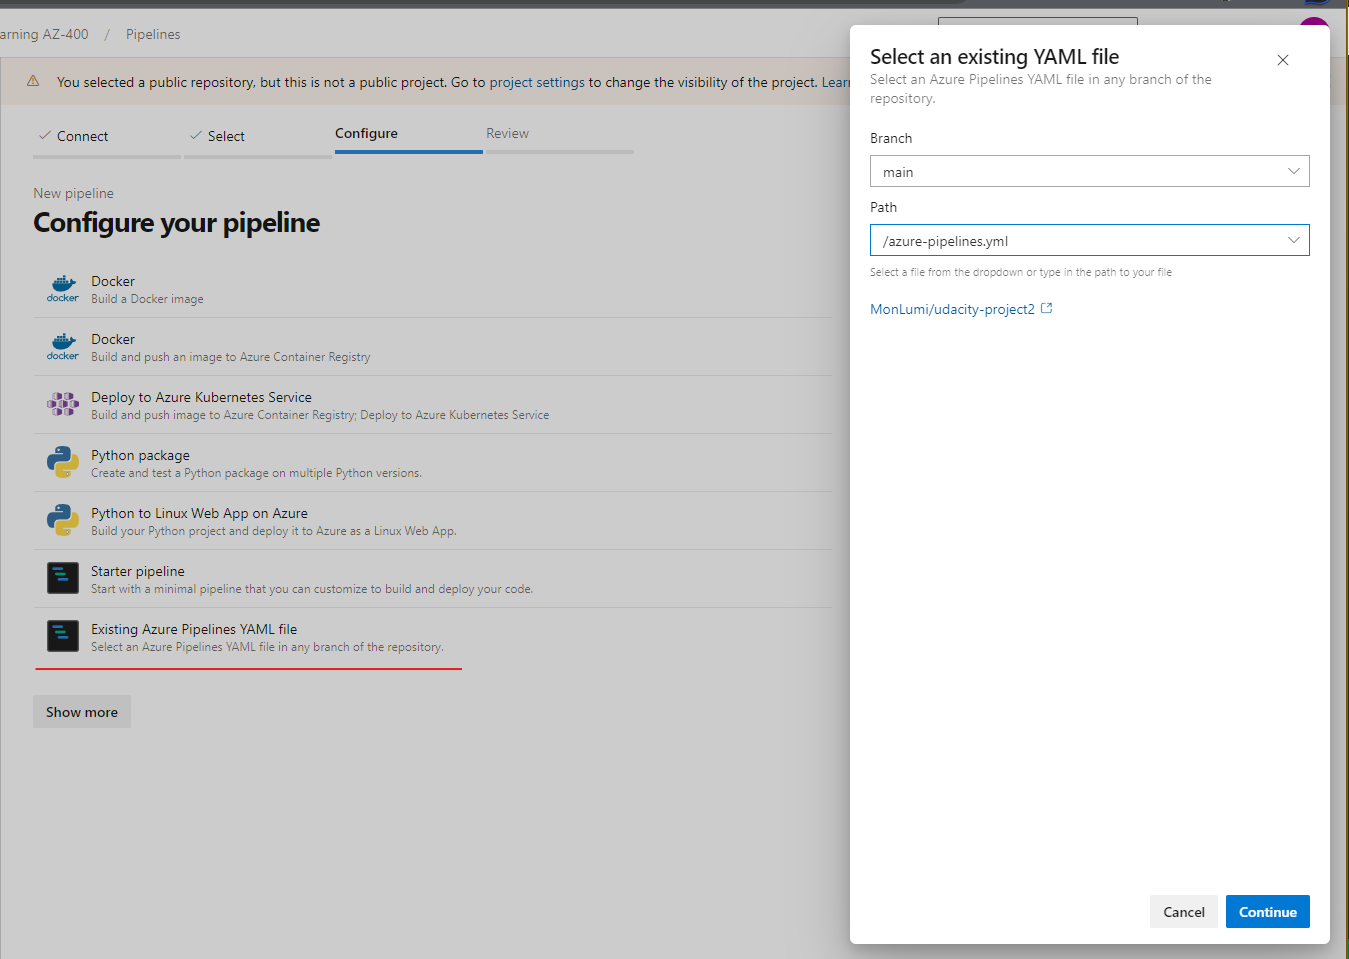 arning AZ-400 / Pipelines
You selected a public repository, but this is not a public project. Go to project settings to change the visibility of the project. Learn
Connect
Select
Configure
Review
New pipeline
Configure your pipeline
docker
Docker
Build a Docker image
docker
Docker
Build and push an image to Azure Container Registry
Deploy to Azure Kubernetes Service
Build and push image to Azure Container Registry; Deploy to Azure Kubernetes Service
Python package
Create and test a Python package on multiple Python versions.
Python to Linux Web App on Azure
Build your Python project and deploy it to Azure as a Linux Web App.
Starter pipeline
Start with a minimal pipeline that you can customize to build and deploy your code.
Existing Azure Pipelines YAML file
Select an Azure Pipelines YAML file in any branch of the repository.
Show more
Select an existing YAML file
Select an Azure Pipelines YAML file in any branch of the
repository.
Branch
main
Path
/azure-pipelines.yml
Select a file from the dropdown or type in the path to your file
MonLumi/udacity-project2
Cancel
Continue